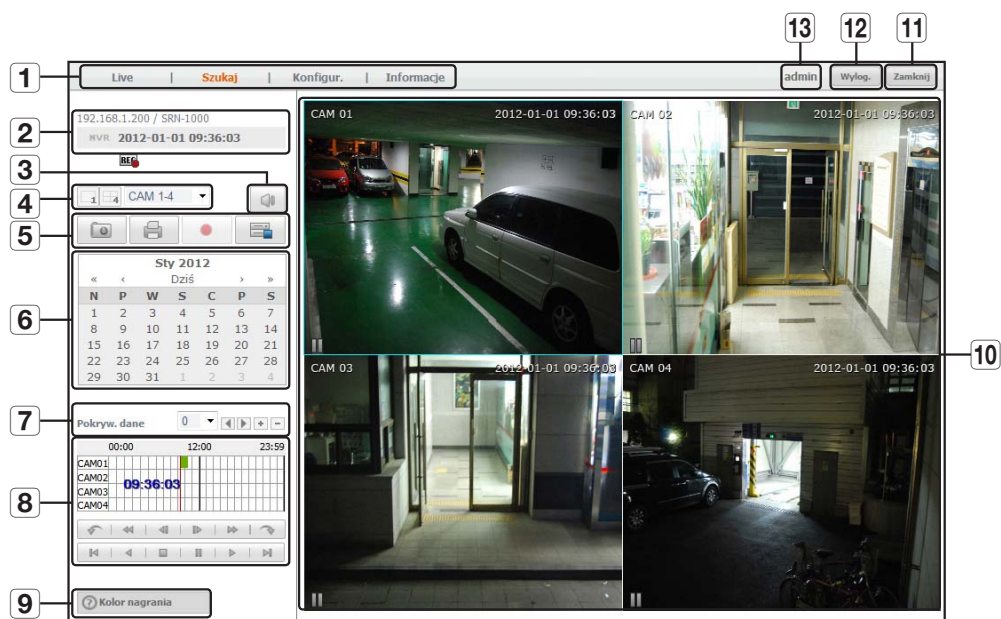 13 12 11
1 Live | Szukaj | Konfigur. | Informacje admin Wylog. Zamknij
2 192.168.1.200 / SRN-1000
NVR 2012-01-01 09:36:03
REC
3
4 1 4 CAM 1-4
5
6 Sty 2012
« ‹ Dziś › »
N P W S C P S
1 2 3 4 5 6 7
8 9 10 11 12 13 14
15 16 17 18 19 20 21
22 23 24 25 26 27 28
29 30 31 1 2 3 4
7 Pokryw. dane 0
8 00:00 12:00 23:59
CAM01
CAM02
09:36:03
CAM03
CAM04
9 ? Kolor nagrania
CAM 01 2012-01-01 09:36:03
CAM 02 2012-01-01 09:36:03
10
CAM 03 2012-01-01 09:36:03
CAM 04 2012-01-01 09:36:03